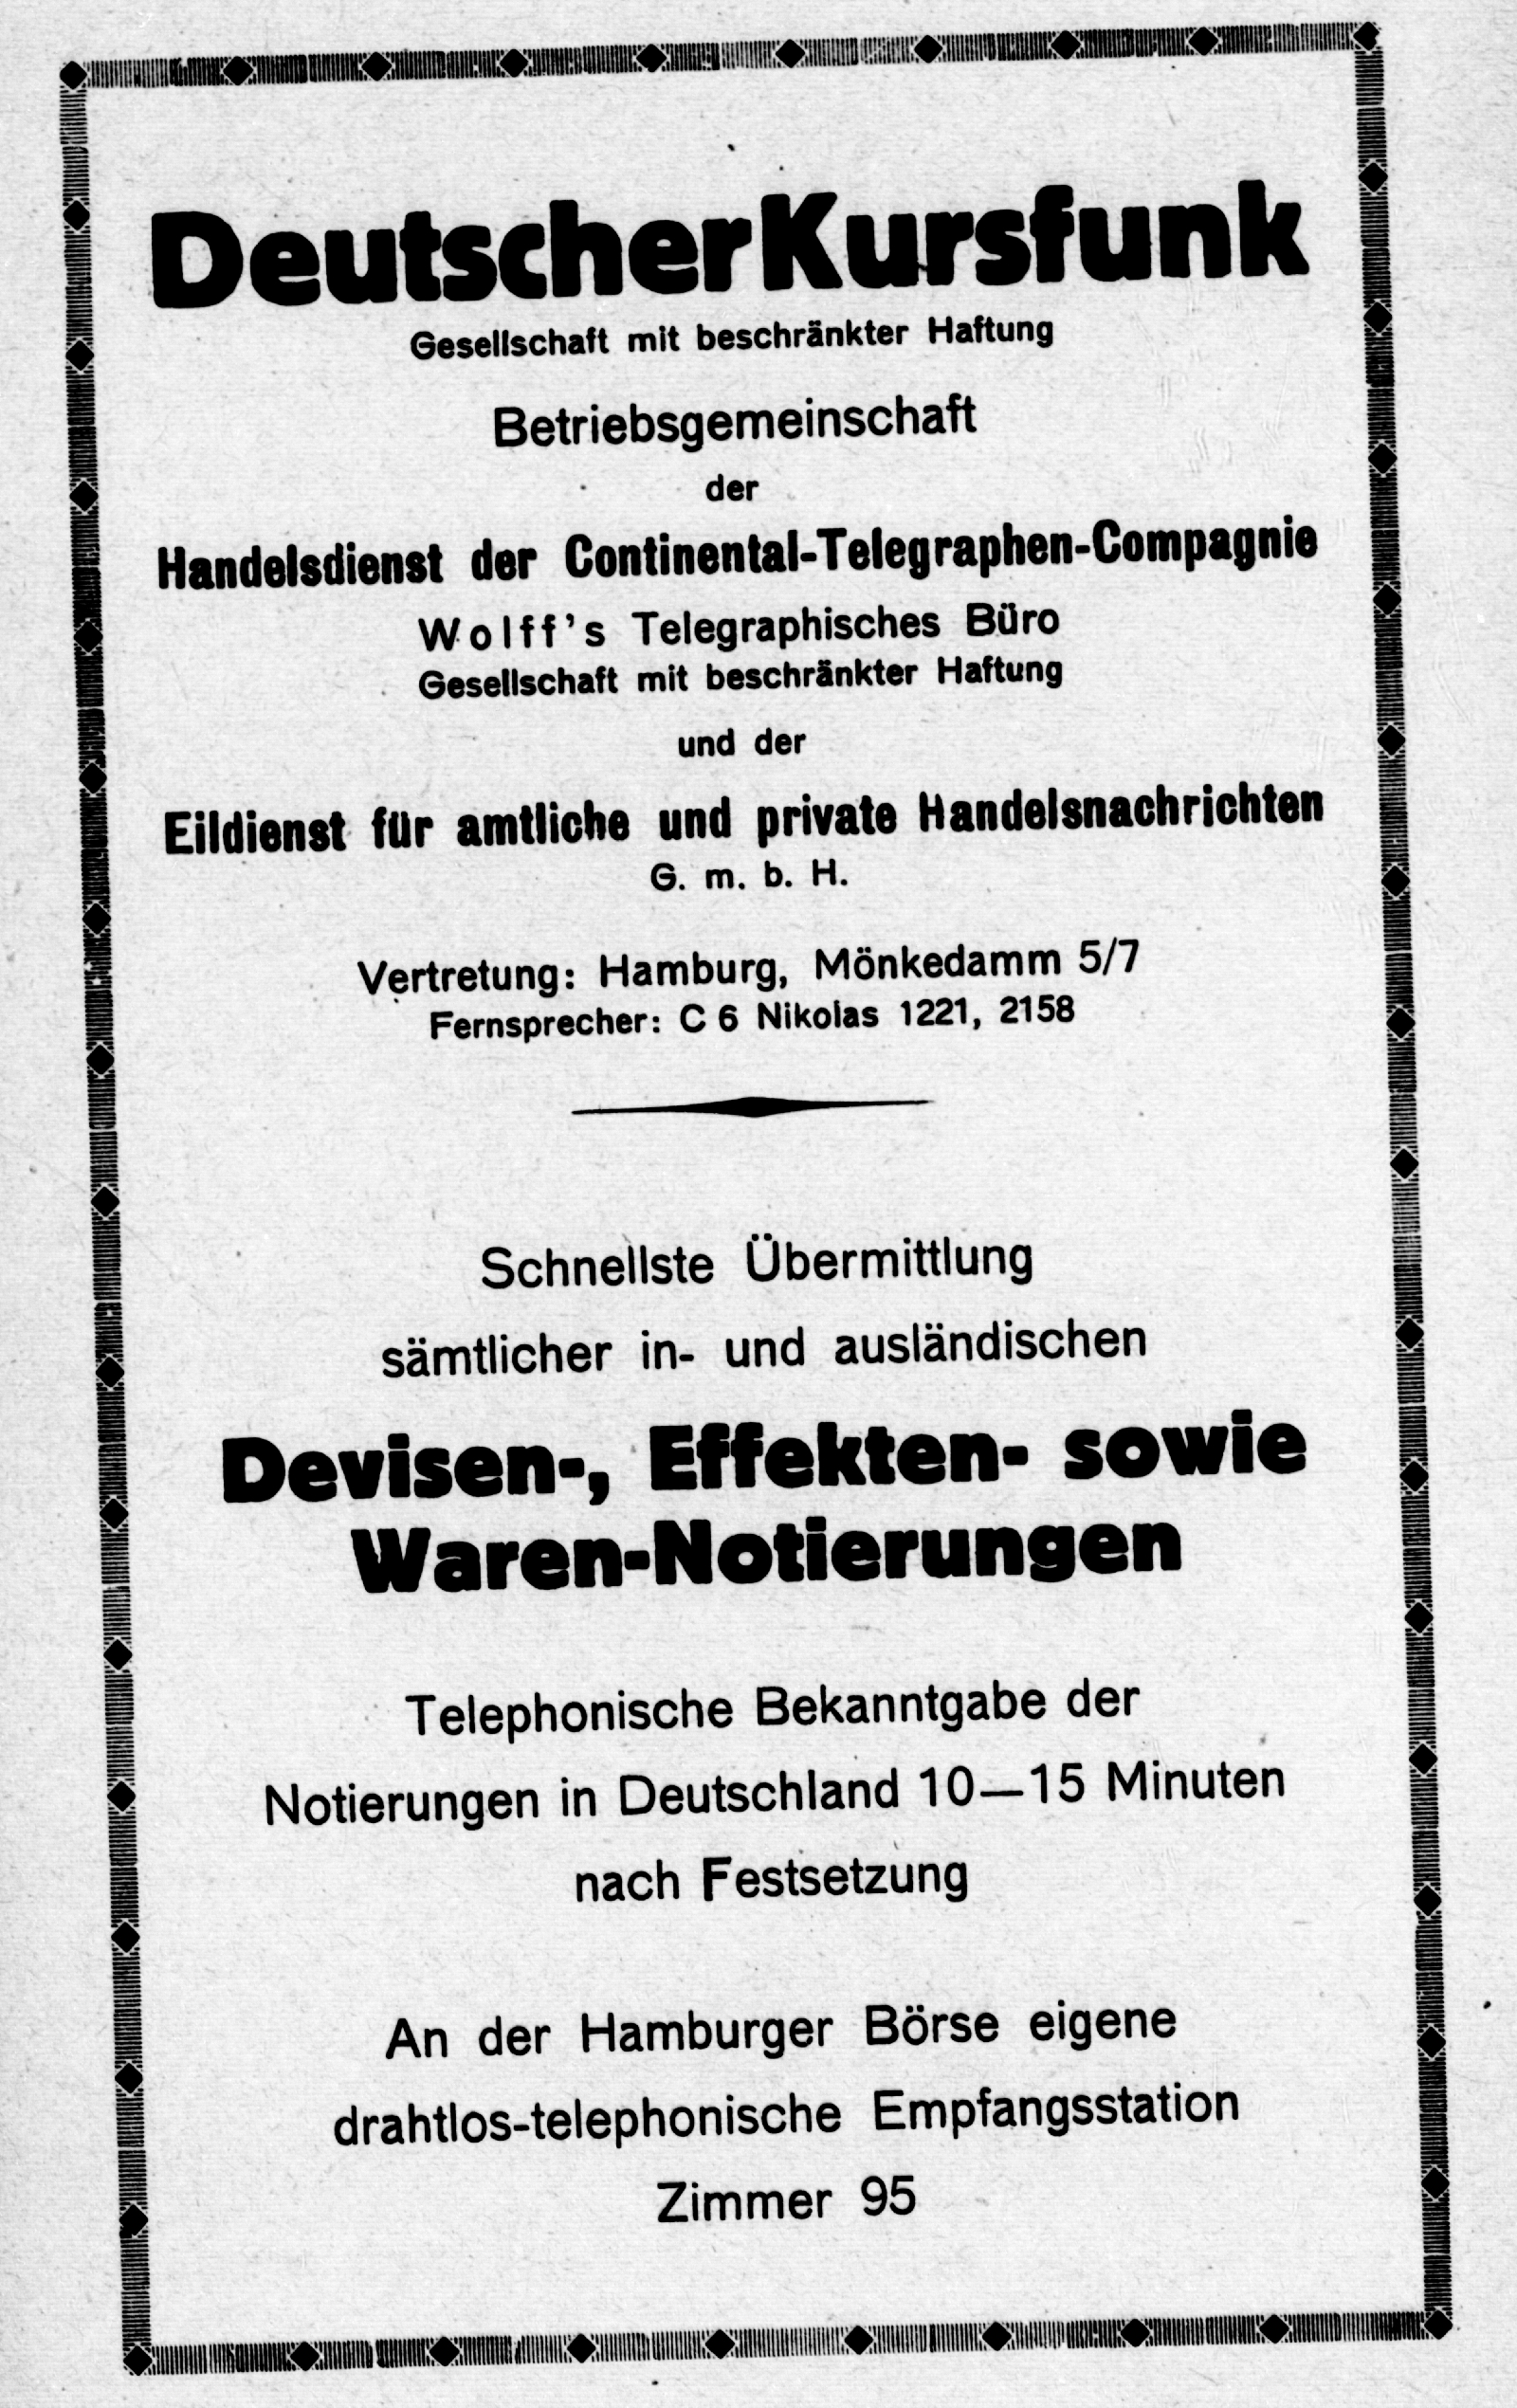 Deutscher Kursfunk
Gesellschaft mit beschränkter Haftung
Betriebsgemeinschaft
der
Handelsdienst der Continental-Telegraphen-Compagnie
Wolff's Telegraphisches Büro
Gesellschaft mit beschränkter Haftung
und der
Eildienst für amtliche und private Handelsnachrichten
G. m. b. H.
Vertretung: Hamburg, Mönkedamm 5/7
Fernsprecher: C 6 Nikolas 1221, 2158
Schnellste Übermittlung
sämtlicher in- und ausländischen
Devisen-, Effekten- sowie
Waren-Notierungen
Telephonische Bekanntgabe der
Notierungen in Deutschland 10—15 Minuten
nach Festsetzung
An der Hamburger Börse eigene
drahtlos-telephonische Empfangsstation
Zimmer 95